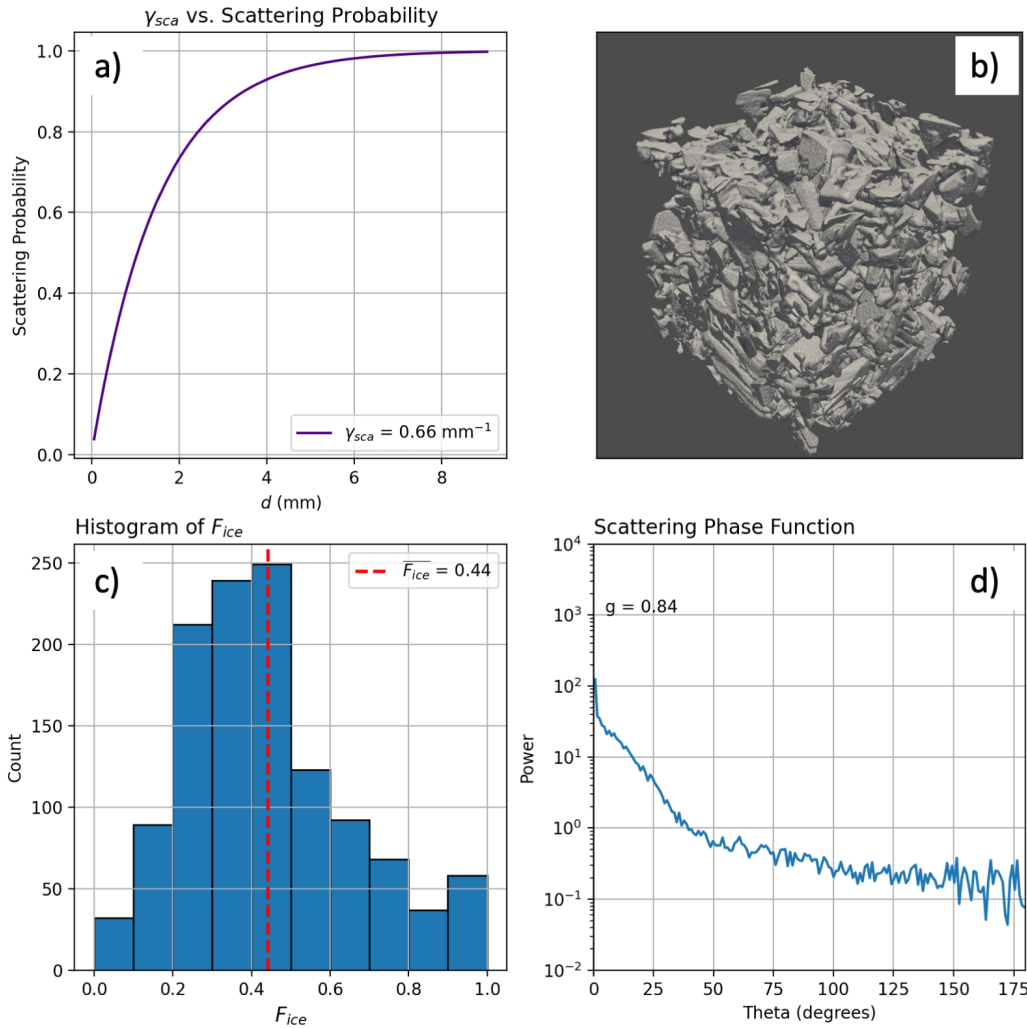 γsca vs. Scattering Probability
a)
1.0
0.8
0.6
0.4
0.2
0.0
Scattering Probability
γsca = 0.66 mm⁻¹
0 2 4 6 8
d (mm)
b)
Histogram of Fice
c)
250
200
150
100
50
0
Count
F̅ice = 0.44
0.0 0.2 0.4 0.6 0.8 1.0
Fice
Scattering Phase Function
d)
g = 0.84
10⁴
10³
10²
10¹
10⁰
10⁻¹
10⁻²
Power
0 25 50 75 100 125 150 175
Theta (degrees)